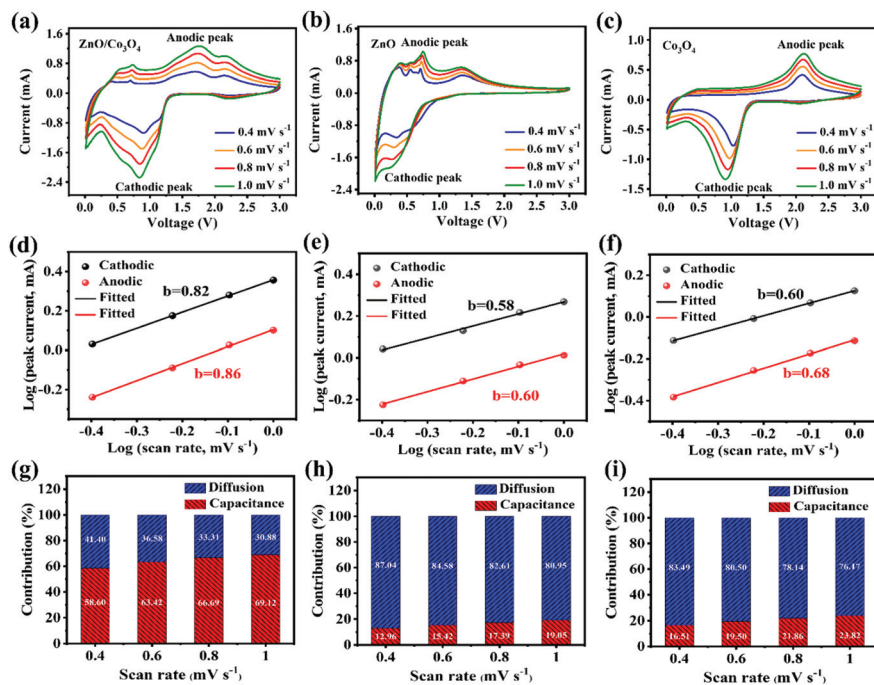 (a)
ZnO/Co3O4
Anodic peak
Cathodic peak
0.4 mV s-1
0.6 mV s-1
0.8 mV s-1
1.0 mV s-1
Current (mA)
1.6
0.8
0.0
-0.8
-1.6
-2.4
0.0 0.5 1.0 1.5 2.0 2.5 3.0
Voltage (V)
(b)
ZnO
Anodic peak
Cathodic peak
0.4 mV s-1
0.6 mV s-1
0.8 mV s-1
1.0 mV s-1
Current (mA)
1.6
0.8
0.0
-0.8
-1.6
-2.4
0.0 0.5 1.0 1.5 2.0 2.5 3.0
Voltage (V)
(c)
Co3O4
Anodic peak
Cathodic peak
0.4 mV s-1
0.6 mV s-1
0.8 mV s-1
1.0 mV s-1
Current (mA)
1.0
0.5
0.0
-0.5
-1.0
-1.5
0.0 0.5 1.0 1.5 2.0 2.5 3.0
Voltage (V)
(d)
Cathodic
Anodic
Fitted
Fitted
b=0.82
b=0.86
Log (peak current, mA)
0.4
0.2
0.0
-0.2
-0.4 -0.3 -0.2 -0.1 0.0
Log (scan rate, mV s-1)
(e)
Cathodic
Anodic
Fitted
Fitted
b=0.58
b=0.60
Log (peak current, mA)
0.4
0.2
0.0
-0.2
-0.4 -0.3 -0.2 -0.1 0.0
Log (scan rate, mV s-1)
(f)
Cathodic
Anodic
Fitted
Fitted
b=0.60
b=0.68
Log (peak current, mA)
0.2
0.0
-0.2
-0.4
-0.4 -0.3 -0.2 -0.1 0.0
Log (scan rate, mV s-1)
(g)
Diffusion
Capacitance
Contribution (%)
120
100
80
60
40
20
0
41.40 36.58 33.31 30.88
58.60 63.42 66.69 69.12
0.4 0.6 0.8 1
Scan rate (mV s-1)
(h)
Diffusion
Capacitance
Contribution (%)
120
100
80
60
40
20
0
87.04 84.58 82.61 80.95
12.96 15.42 17.39 19.05
0.4 0.6 0.8 1
Scan rate (mV s-1)
(i)
Diffusion
Capacitance
Contribution (%)
120
100
80
60
40
20
0
83.49 80.50 78.14 76.17
16.51 19.50 21.86 23.82
0.4 0.6 0.8 1
Scan rate (mV s-1)